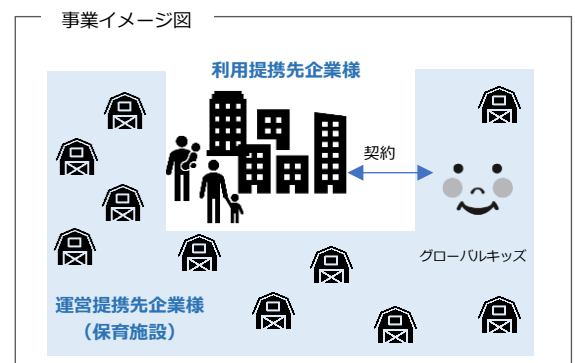 事業イメージ図
利用提携先企業様
契約
グローバルキッズ
運営提携先企業様
（保育施設）